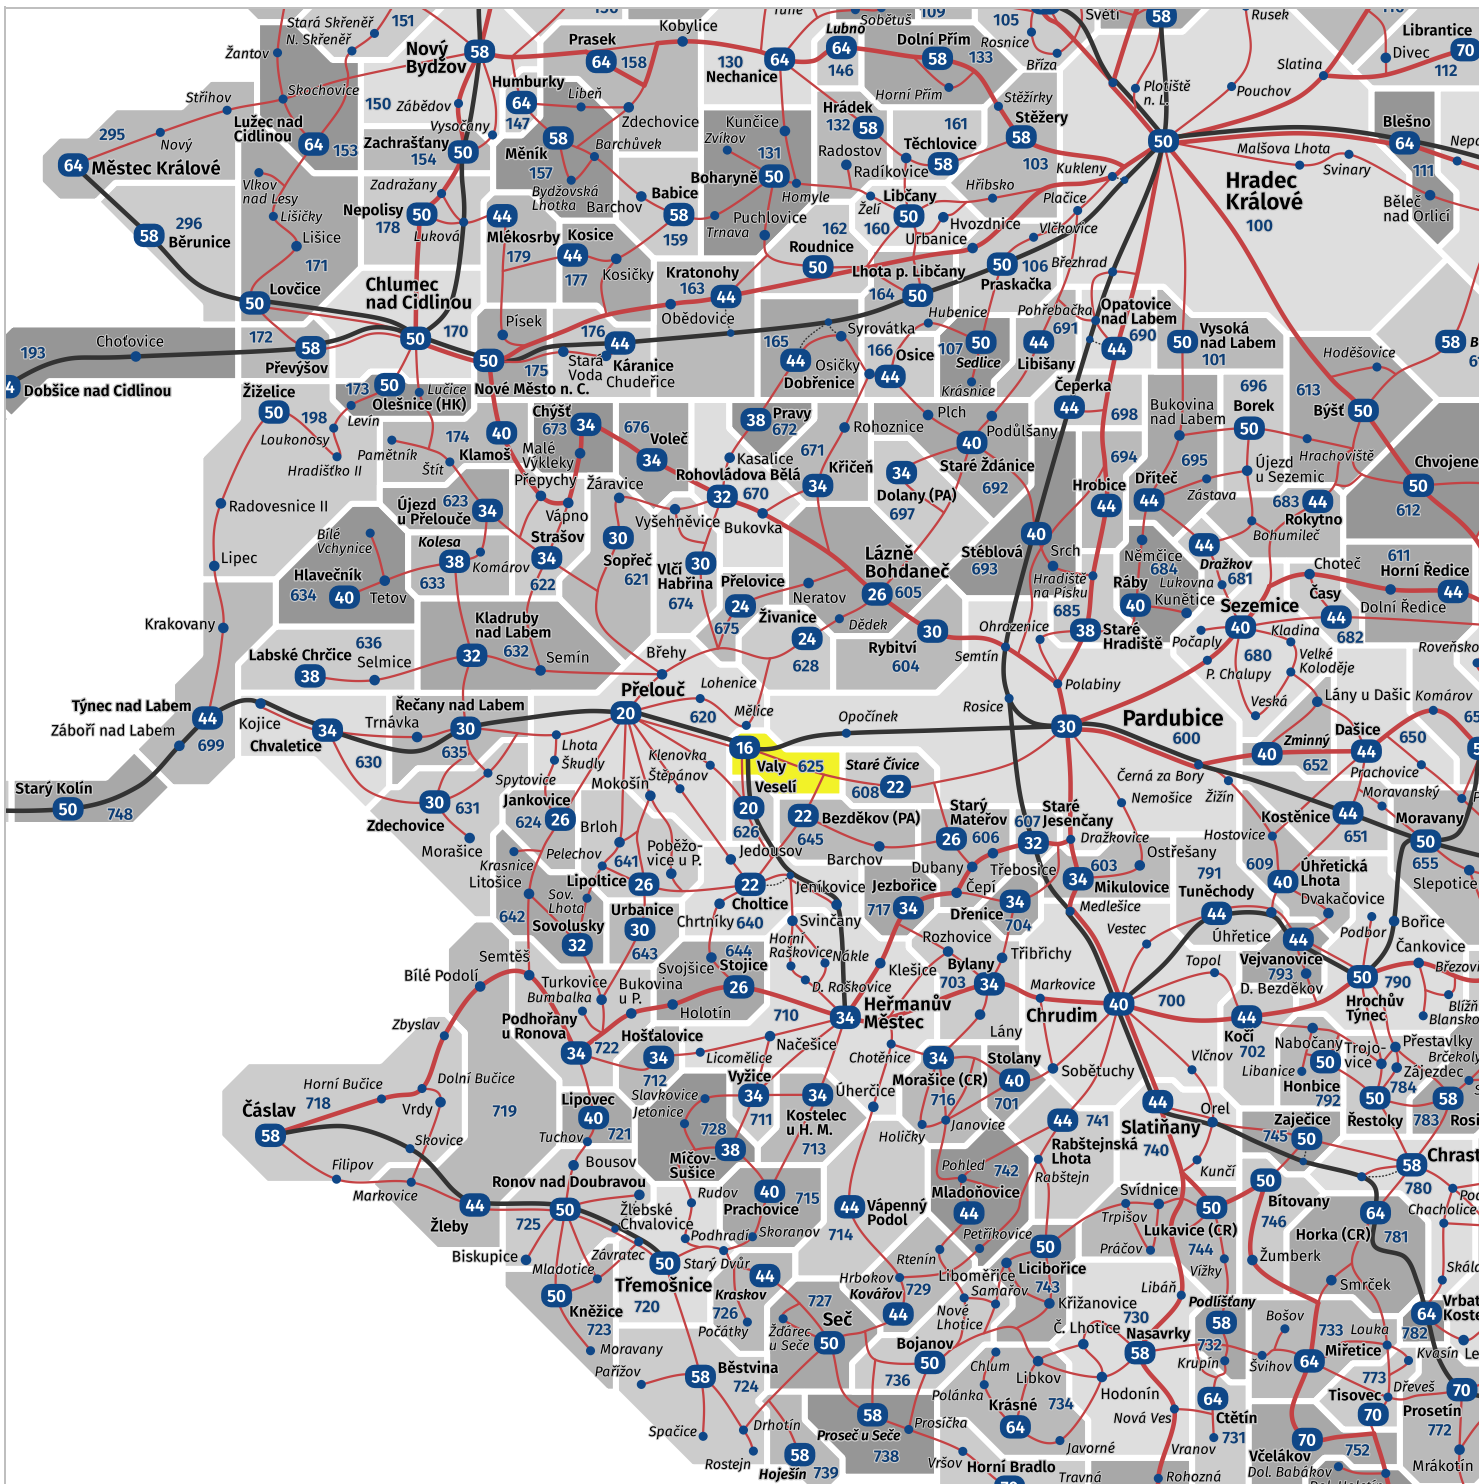 Stará Skřeněř
N. Skřeněř
151
Žantov
Skochovice
Střihov
295
Nový
Lužec nad
Cidlinou
64
153
64
Městec Králové
58
296
Běrunice
Vlkov
nad Lesy
Lišičky
Lišice
171
50
Lovčice
172
193
Choťovice
Dobšice nad Cidlinou
58
Převýšov
Nový
Bydžov
58
150
Zábědov
Vysočany
Zachrašťany
154
50
Zadražany
Nepolisy
50
178
Luková
Chlumec
nad Cidlinou
50
170
Prasek
64
158
Kobylice
Humburky
64
147
Libeň
Zdechovice
58
Měník
157
Barchůvek
Bydžovská
Lhotka
Barchov
Babice
58
159
44
Mlékosrby
179
Kosice
44
177
Kosičky
Kratonohy
163
44
Obědovice
Písek
50
176
44
Stará
Voda
175
Káranice
Chudeřice
Nové Město n. C.
130
64
Nechanice
Kunčice
Zvíkov
131
Boharyně
50
Homyle
Puchlovice
Trnava
Lubno
64
146
Sobětuš
109
Dolní Přím
58
133
Horní Přím
Hrádek
132
58
161
Těchlovice
58
Radostov
Radíkovice
105
Rosnice
Bříza
Stěžírky
Stěžery
58
103
Kukleny
Hřibsko
Plačice
Libčany
50
Želí
160
Hvozdnice
Urbanice
Vlčkovice
162
Roudnice
50
Lhota p. Libčany
164
50
50
106
Praskačka
Březhrad
Světí
58
Rusek
Plotiště
n. L.
Pouchov
Slatina
Librantice
70
Divec
112
50
Malšova Lhota
Svinary
Blešno
64
111
Běleč
nad Orlicí
Hradec
Králové
100
165
44
Dobřenice
Syrovátka
Osičky
166
Osice
44
Hubenice
107
50
Sedlice
Krásnice
Pohřebačka
691
44
Libišany
Opatovice
nad Labem
690
44
50
Vysoká
nad Labem
101
58
Hoděšovice
613
Býšť
50
Hrachoviště
Žiželice
50
198
Loukonosy
Hradišťko II
173
50
Lučice
Olešnice (HK)
Levín
Pamětník
174
Štít
40
Klamoš
Chýšť
673
34
Malé
Výkleky
Přepychy
Vápno
676
Voleč
34
Rohovládova Bělá
32
670
Kasalice
38
Pravy
672
671
Rohoznice
Křičeň
34
Plch
40
Podůlšany
Staré Ždánice
692
34
Dolany (PA)
697
Čeperka
44
698
694
Hrobice
44
Bukovina
nad Labem
696
Borek
50
Dříteč
44
695
Zástava
Újezd
u Sezemic
683
44
Rokytno
Bohumileč
Chvojene
50
612
Radovesnice II
Lipec
Krakovany
Újezd
u Přelouče
623
34
Bílé
Vchynice
Hlavečník
634
40
Tetov
Kolesa
38
Komárov
633
Strašov
34
622
Žáravice
30
Sopřeč
621
Vyšehněvice
Bukovka
Vlčí
Habřina
30
674
Přelovice
24
675
Neratov
Živanice
24
628
Dědek
Lázně
Bohdaneč
26
605
30
Rybitví
604
Stéblová
40
693
Srch
Hradiště
na Písku
685
38
Staré
Hradiště
Ohrazenice
Semtín
Polabiny
Němčice
684
Ráby
40
Lukovna
Kunětice
44
Dražkov
681
Sezemice
40
Počaply
Choteč
Časy
44
682
611
Horní Ředice
44
Dolní Ředice
Kladina
680
P. Chalupy
Velké
Koloděje
Veská
Roveňsko
636
Labské Chrčice
38
Selmice
Kladruby
nad Labem
32
632
Semín
Břehy
Přelouč
20
Lohenice
620
Mělice
16
Valy
625
Klenovka
Štěpánov
Týnec nad Labem
44
Záboří nad Labem
699
Kojice
34
Chvaletice
630
Trnávka
Řečany nad Labem
30
635
Starý Kolín
50
748
30
631
Zdechovice
Morašice
Spytovice
Lhota
Škudly
Mokošín
Jankovice
624
26
Brloh
Krasnice
Pelechov
641
Poběžo-
vice u P.
Lipoltice
26
Litošice
642
Sov.
Lhota
Sovolusky
32
Urbanice
30
643
Opočínek
Staré Čívice
608
22
Veselí
20
626
22
Bezděkov (PA)
645
Barchov
Jedousov
22
Choltice
640
Jeníkovice
Chrtníky
Svinčany
Rosice
30
Pardubice
600
Starý
Mateřov
606
26
Dubany
Staré
Jesenčany
607
32
Třebosice
Dražkovice
Nemošice
Černá za Bory
Žižín
603
34
Mikulovice
Ostřešany
Medlešice
Jezbořice
717
34
Čepí
34
Dřenice
704
Lány u Dašic
Komárov
Zminný
40
652
Dašice
44
650
Prachovice
Moravanský
Kostěnice
44
651
Moravany
50
655
Slepotice
Hostovice
609
40
Úhřetická
Lhota
Dvakačovice
791
Tuněchody
44
Úhřetice
44
Vejvanovice
793
D. Bezděkov
Podbor
Bořice
Čankovice
50
790
Hrochův
Týnec
Březovi
Vestec
Topol
Semtěš
Bílé Podolí
Turkovice
Bumbalka
Podhořany
u Ronova
34
722
Svojšice
Bukovina
u P.
644
Stojice
26
Holotín
Hošťalovice
34
712
710
Horní
Raškovice
Nákle
D. Raškovice
34
Heřmanův
Městec
Klešice
Rozhovice
Bylany
703
34
Tříbřichy
Lány
Markovice
Chrudim
40
700
44
Kočí
702
Vlčnov
Sobětuchy
Nabočany
50
Libanice
Honbice
792
Trojo-
vice
Přestavlky
Zájezdec
784
50
Řestoky
58
783
Zbyslav
Horní Bučice
718
Dolní Bučice
Vrdy
Čáslav
58
Skovice
719
Filipov
Markovice
44
Žleby
Licomělice
Načešice
Vyžice
34
711
34
Kostelec
u H. M.
713
Úherčice
Chotěnice
34
Morašice (CR)
716
Stolany
40
701
Holičky
Janovice
Slavkovice
Jetonice
728
38
Míčov-
Sušice
Lipovec
40
721
Tuchov
Bousov
Ronov nad Doubravou
50
725
Biskupice
Žlebské
Chvalovice
Závratec
Mladotice
50
Třemošnice
720
Kněžice
50
723
Moravany
Pařížov
Rudov
40
Prachovice
715
Podhradí
Skoranov
Starý Dvůr
44
Kraskov
726
Počátky
727
Seč
50
Žďárec
u Seče
44
Vápenný
Podol
714
Hrbokov
Kovářov
44
729
Rtenín
Bojanov
50
736
58
Běstvina
724
Spačice
Drhotín
Rostejn
58
Hoješín
739
58
Proseč u Seče
738
Prosíčka
Vršov
Pohled
742
Mladoňovice
44
Petříkovice
Rabštejnská
Lhota
44
741
Rabštejn
50
Licibořice
743
Liboměřice
Samařov
Nové
Lhotice
Křižanovice
Č. Lhotice
Chlum
Libkov
Polánka
Krásné
64
734
Javorné
Horní Bradlo
Travná
Rohozná
Vranov
Nová Ves
Hodonín
730
Nasavrky
58
44
Slatiňany
740
Orel
Kunčí
Svídnice
Trpišov
Práčov
50
Lukavice (CR)
744
Vížky
Libáň
Podlíšťany
58
732
Krupín
64
Ctětín
731
Zaječice
745
50
50
Bítovany
746
Žumberk
58
Chrast
780
64
Horka (CR)
781
Smrček
Chacholice
64
782
Bošov
733
Louka
Miřetice
64
Švihov
773
Tisovec
70
Dřeveš
Kvasín
70
Prosetín
772
70
Včelákov
752
Dol. Babákov
Mrákotín